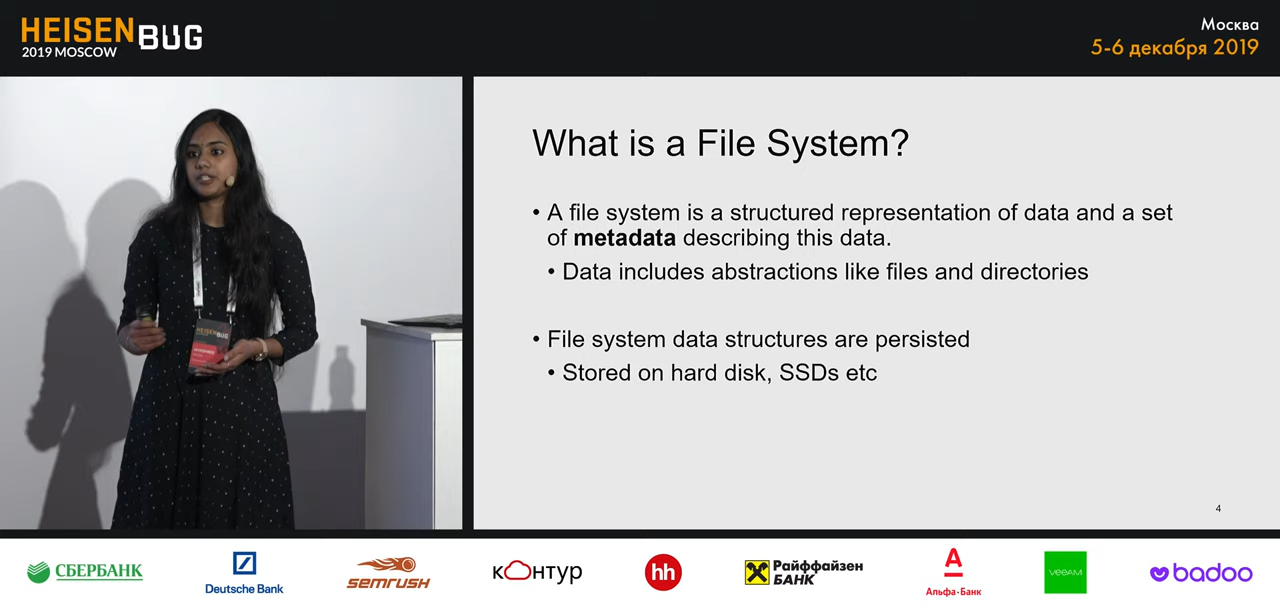 HEISENBUG
2019 MOSCOW
Москва
5-6 декабря 2019
What is a File System?
• A file system is a structured representation of data and a set
of metadata describing this data.
• Data includes abstractions like files and directories
• File system data structures are persisted
• Stored on hard disk, SSDs etc
4
HEISENBUG
СБЕРБАНК
Deutsche Bank
semrush
контур
hh
Райффайзен
БАНК
А
Альфа·Банк
veeam
badoo